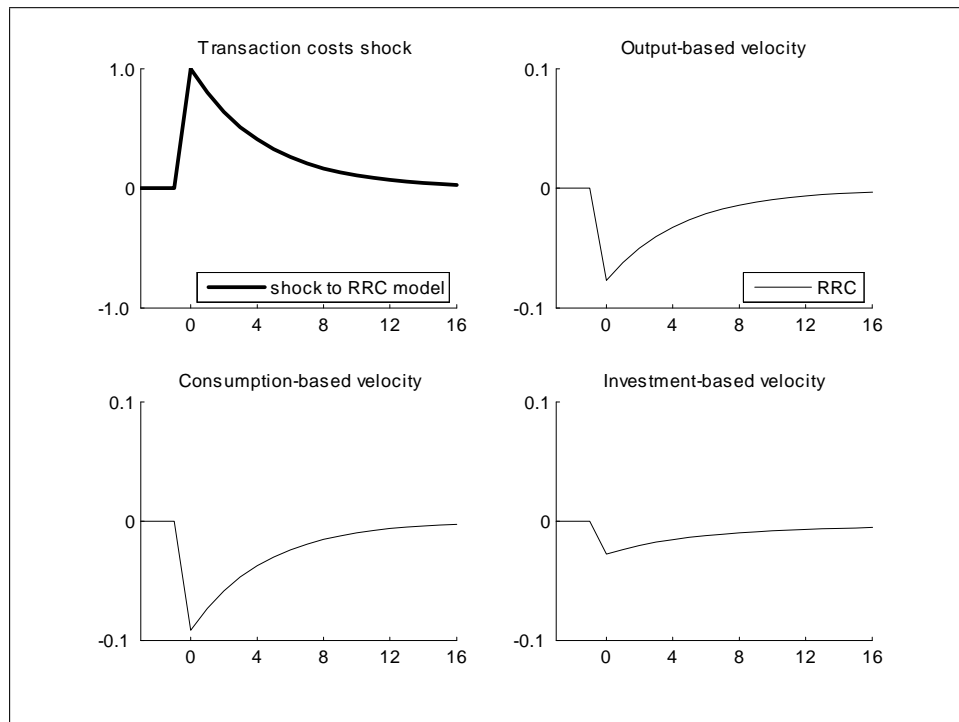 Transaction costs shock
1.0
0
-1.0
shock to RRC model
0 4 8 12 16
Output-based velocity
0.1
0
-0.1
RRC
0 4 8 12 16
Consumption-based velocity
0.1
0
-0.1
0 4 8 12 16
Investment-based velocity
0.1
0
-0.1
0 4 8 12 16